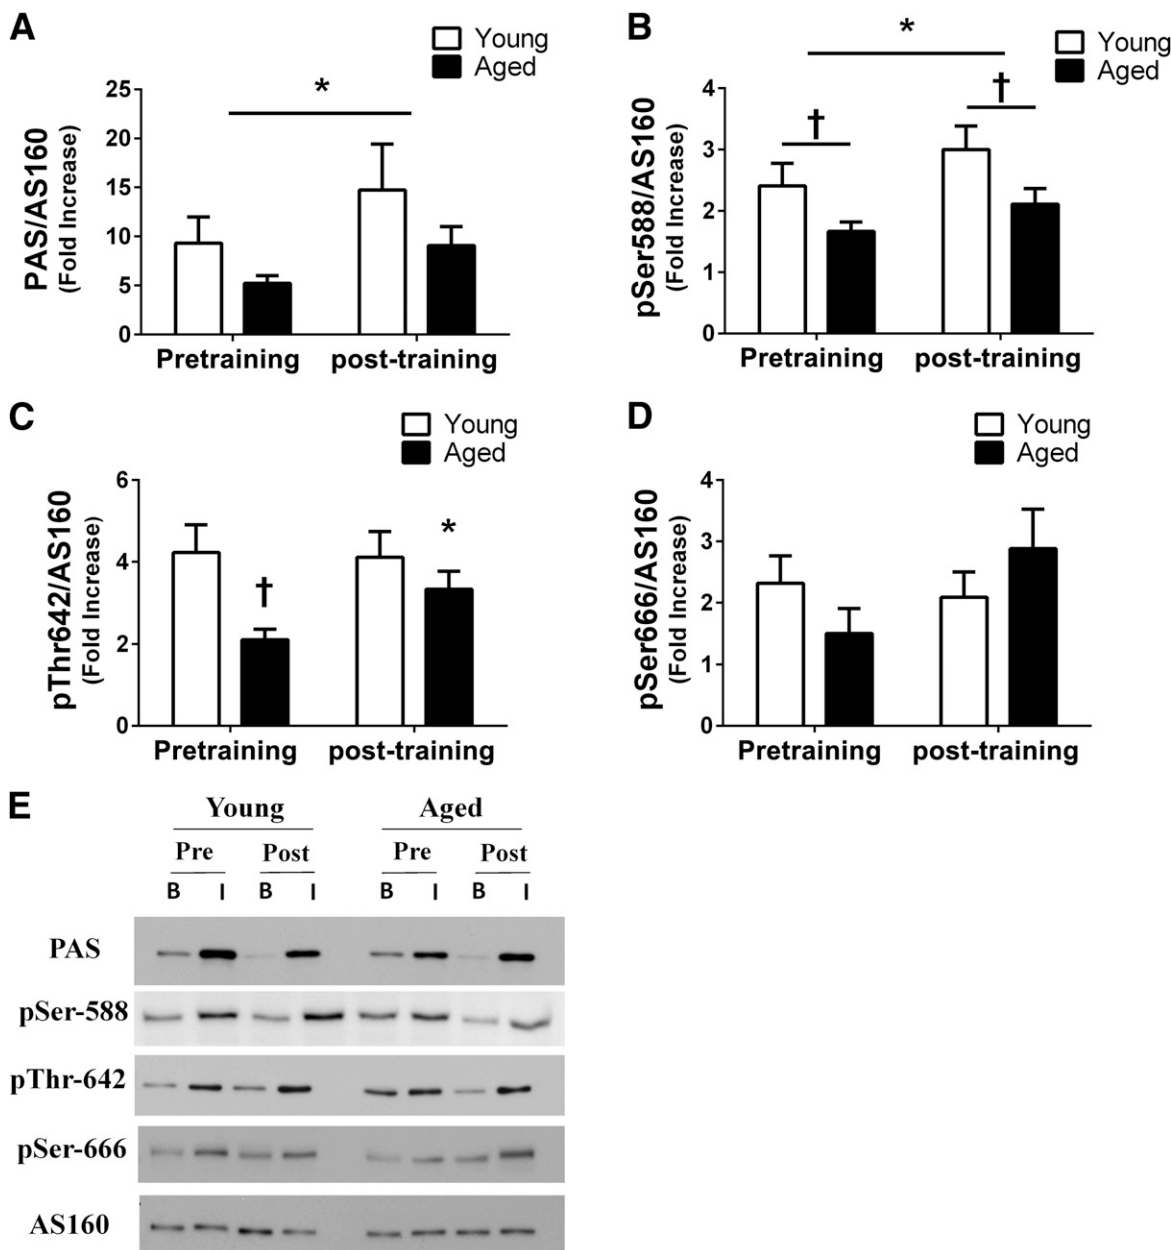 A
Young
Aged
*
PAS/AS160
(Fold Increase)
25
20
15
10
5
0
Pretraining post-training
B
Young
Aged
*
†
†
pSer588/AS160
(Fold Increase)
4
3
2
1
0
Pretraining post-training
C
Young
Aged
†
*
pThr642/AS160
(Fold Increase)
6
4
2
0
Pretraining post-training
D
Young
Aged
pSer666/AS160
(Fold Increase)
4
3
2
1
0
Pretraining post-training
E
Young Aged
Pre Post Pre Post
B I B I B I B I
PAS
pSer-588
pThr-642
pSer-666
AS160